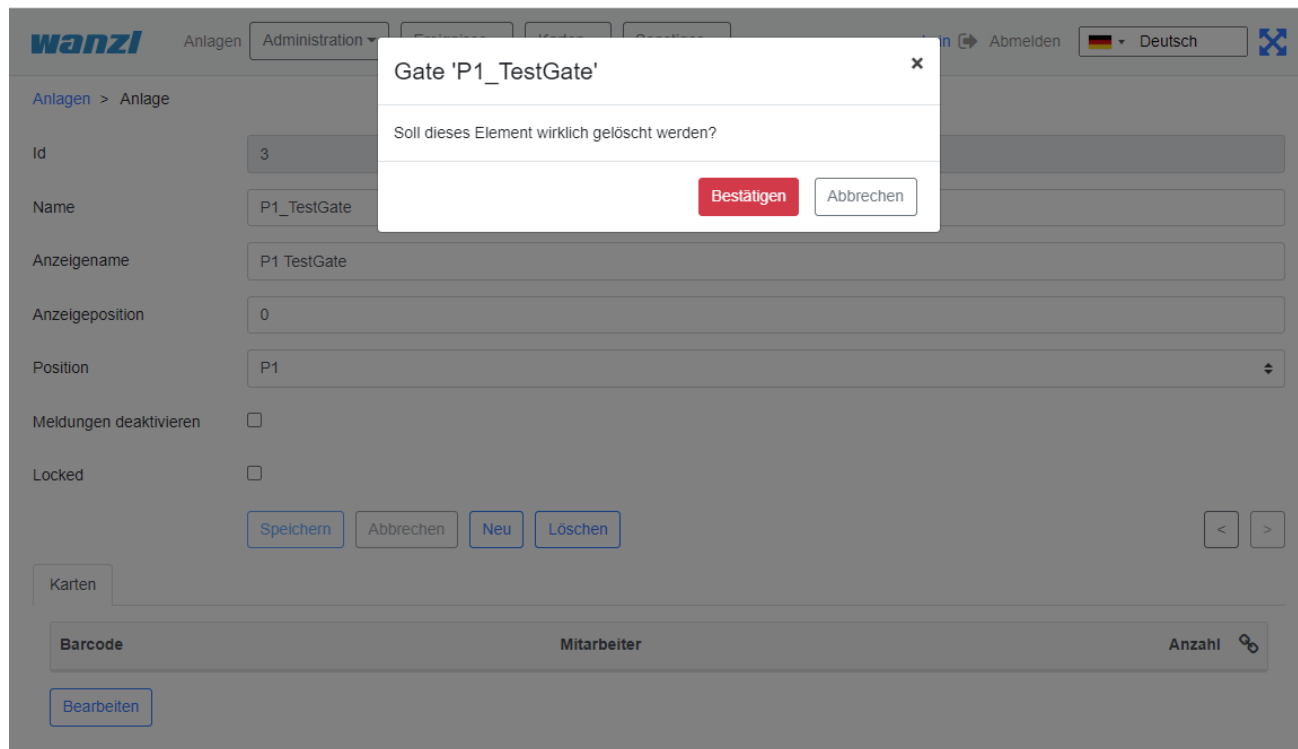 wanzl Anlagen Administration Abmelden Deutsch
Gate 'P1_TestGate' ×
Anlagen > Anlage
Soll dieses Element wirklich gelöscht werden?
Id 3
Bestätigen Abbrechen
Name P1_TestGate
Anzeigename P1 TestGate
Anzeigeposition 0
Position P1
Meldungen deaktivieren
Locked
Speichern Abbrechen Neu Löschen < >
Karten
Barcode Mitarbeiter Anzahl
Bearbeiten